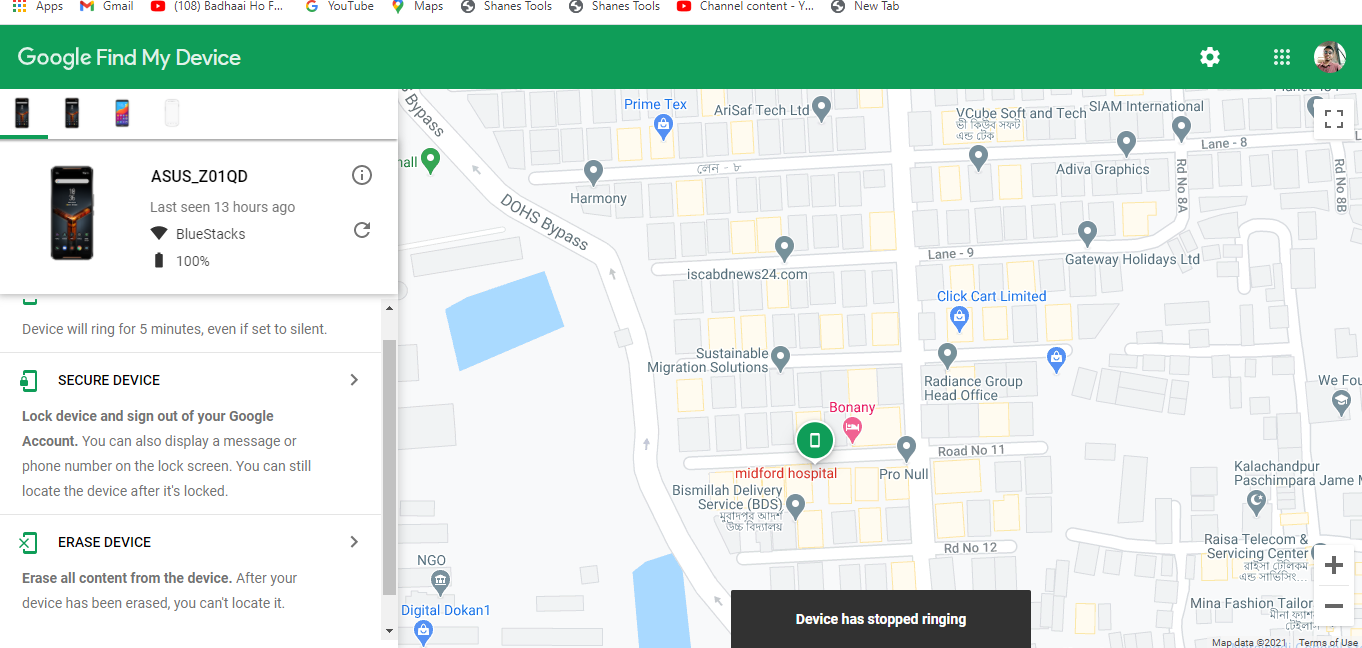 Apps
Gmail
(108) Badhaai Ho F...
YouTube
Maps
Shanes Tools
Shanes Tools
Channel content - Y...
New Tab
Google Find My Device
ASUS_Z01QD
Last seen 13 hours ago
BlueStacks
100%
Device will ring for 5 minutes, even if set to silent.
SECURE DEVICE
Lock device and sign out of your Google
Account. You can also display a message or
phone number on the lock screen. You can still
locate the device after it's locked.
ERASE DEVICE
Erase all content from the device. After your
device has been erased, you can't locate it.
s Bypass
Prime Tex
AriSaf Tech Ltd
SIAM International
VCube Soft and Tech
ভী কিউব সফট
এন্ড টেক
Lane - 8
nall
লেন - ৮
Adiva Graphics
Rd No 8A
Rd No 8B
Harmony
DOHS Bypass
Lane - 9
Gateway Holidays Ltd
iscabdnews24.com
Click Cart Limited
Sustainable
Migration Solutions
Radiance Group
Head Office
We Fou
Bonany
Road No 11
midford hospital
Pro Null
Kalachandpur
Paschimpara Jame M
Bismillah Delivery
Service (BDS)
মুরাদপুর আদর্শ
উচ্চ বিদ্যালয়
Rd No 12
Raisa Telecom &
Servicing Center
রাইসা টেলিকম
এন্ড সার্ভিসিং...
NGO
Digital Dokan1
Mina Fashion Tailor
মীনা ফ্যাশ
টেইলা
Device has stopped ringing
Map data ©2021
Terms of Use